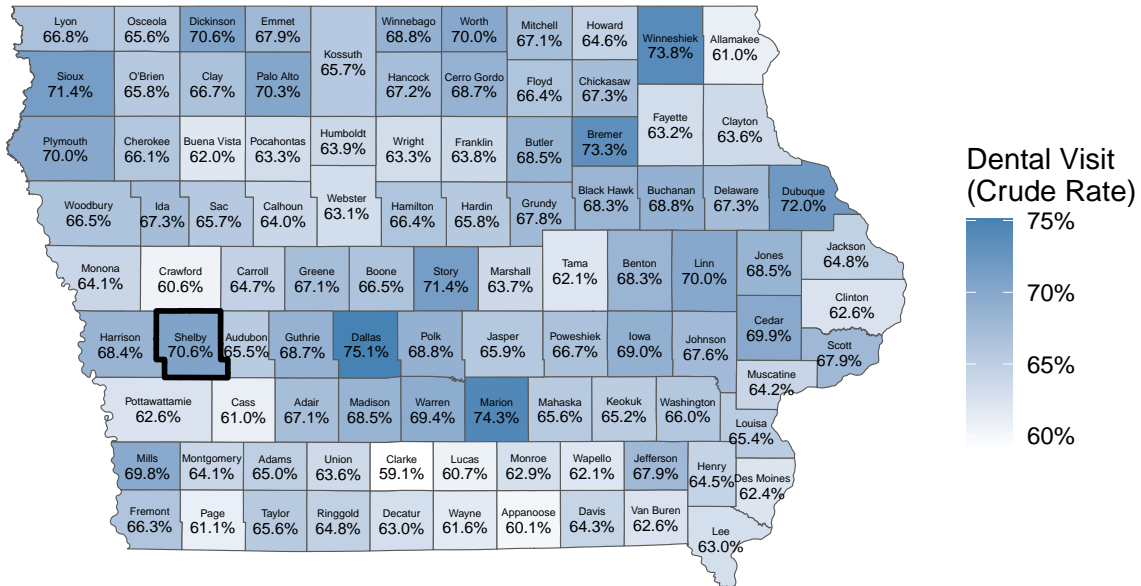 Lyon
66.8%
Osceola
65.6%
Dickinson
70.6%
Emmet
67.9%
Kossuth
65.7%
Winnebago
68.8%
Worth
70.0%
Mitchell
67.1%
Howard
64.6%
Winneshiek
73.8%
Allamakee
61.0%
Sioux
71.4%
O'Brien
65.8%
Clay
66.7%
Palo Alto
70.3%
Hancock
67.2%
Cerro Gordo
68.7%
Floyd
66.4%
Chickasaw
67.3%
Fayette
63.2%
Clayton
63.6%
Plymouth
70.0%
Cherokee
66.1%
Buena Vista
62.0%
Pocahontas
63.3%
Humboldt
63.9%
Wright
63.3%
Franklin
63.8%
Butler
68.5%
Bremer
73.3%
Woodbury
66.5%
Ida
67.3%
Sac
65.7%
Calhoun
64.0%
Webster
63.1%
Hamilton
66.4%
Hardin
65.8%
Grundy
67.8%
Black Hawk
68.3%
Buchanan
68.8%
Delaware
67.3%
Dubuque
72.0%
Monona
64.1%
Crawford
60.6%
Carroll
64.7%
Greene
67.1%
Boone
66.5%
Story
71.4%
Marshall
63.7%
Tama
62.1%
Benton
68.3%
Linn
70.0%
Jones
68.5%
Jackson
64.8%
Clinton
62.6%
Harrison
68.4%
Shelby
70.6%
Audubon
65.5%
Guthrie
68.7%
Dallas
75.1%
Polk
68.8%
Jasper
65.9%
Poweshiek
66.7%
Iowa
69.0%
Johnson
67.6%
Cedar
69.9%
Scott
67.9%
Muscatine
64.2%
Pottawattamie
62.6%
Cass
61.0%
Adair
67.1%
Madison
68.5%
Warren
69.4%
Marion
74.3%
Mahaska
65.6%
Keokuk
65.2%
Washington
66.0%
Louisa
65.4%
Mills
69.8%
Montgomery
64.1%
Adams
65.0%
Union
63.6%
Clarke
59.1%
Lucas
60.7%
Monroe
62.9%
Wapello
62.1%
Jefferson
67.9%
Henry
64.5%
Des Moines
62.4%
Fremont
66.3%
Page
61.1%
Taylor
65.6%
Ringgold
64.8%
Decatur
63.0%
Wayne
61.6%
Appanoose
60.1%
Davis
64.3%
Van Buren
62.6%
Lee
63.0%
Dental Visit
(Crude Rate)
75%
70%
65%
60%